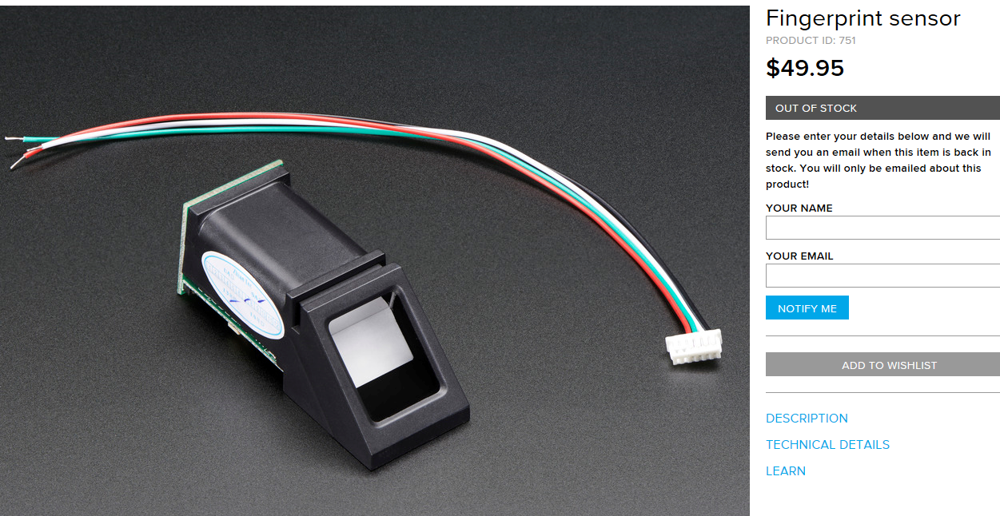 Fingerprint sensor
PRODUCT ID: 751
$49.95
OUT OF STOCK
Please enter your details below and we will
send you an email when this item is back in
stock. You will only be emailed about this
product!
YOUR NAME
YOUR EMAIL
NOTIFY ME
ADD TO WISHLIST
DESCRIPTION
TECHNICAL DETAILS
LEARN